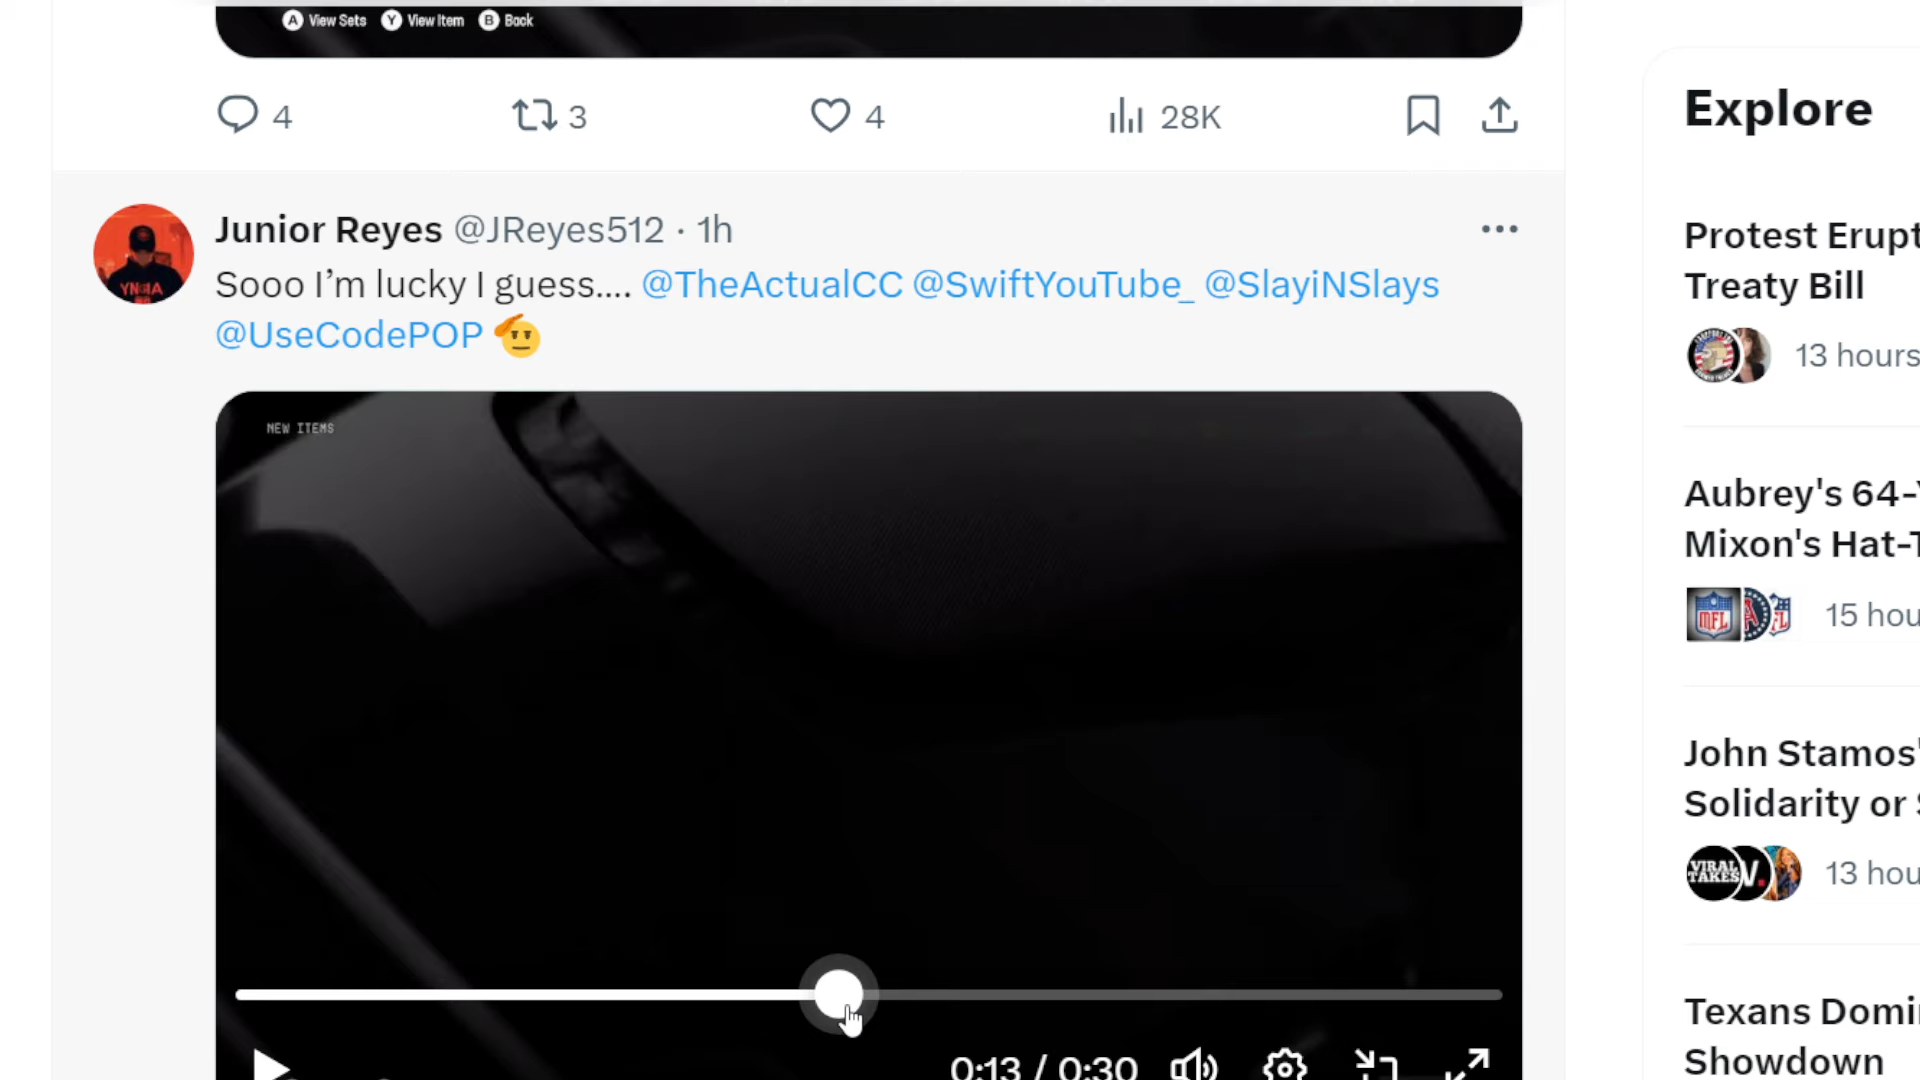 A View Sets Y View Item B Back
4 3 4 28K
Junior Reyes @JReyes512 · 1h
Sooo I’m lucky I guess.... @TheActualCC @SwiftYouTube_ @SlayiNSlays
@UseCodePOP
NEW ITEMS
0:13 / 0:30
Explore
Protest Erupt
Treaty Bill
13 hours
Aubrey's 64-Y
Mixon's Hat-T
15 hou
John Stamos'
Solidarity or S
VIRAL
TAKES
V.
13 hou
Texans Domi
Showdown